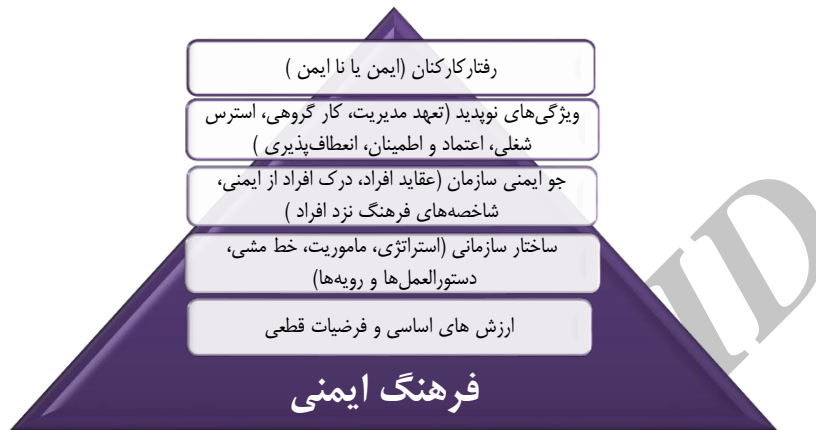 رفتارکارکنان (ایمن یا نا ایمن )
ویژگی‌های نوپدید (تعهد مدیریت، کار گروهی، استرس
شغلی، اعتماد و اطمینان، انعطاف‌پذیری )
جو ایمنی سازمان (عقاید افراد، درک افراد از ایمنی،
شاخصه‌های فرهنگ نزد افراد )
ساختار سازمانی (استراتژی، ماموریت، خط مشی،
دستورالعمل‌ها و رویه‌ها)
ارزش های اساسی و فرضیات قطعی
فرهنگ ایمنی
ID